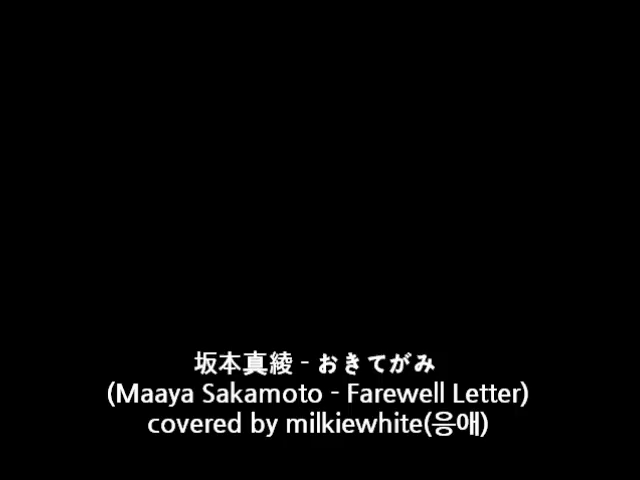 坂本真綾 - おきてがみ
(Maaya Sakamoto - Farewell Letter)
covered by milkiewhite(응애)